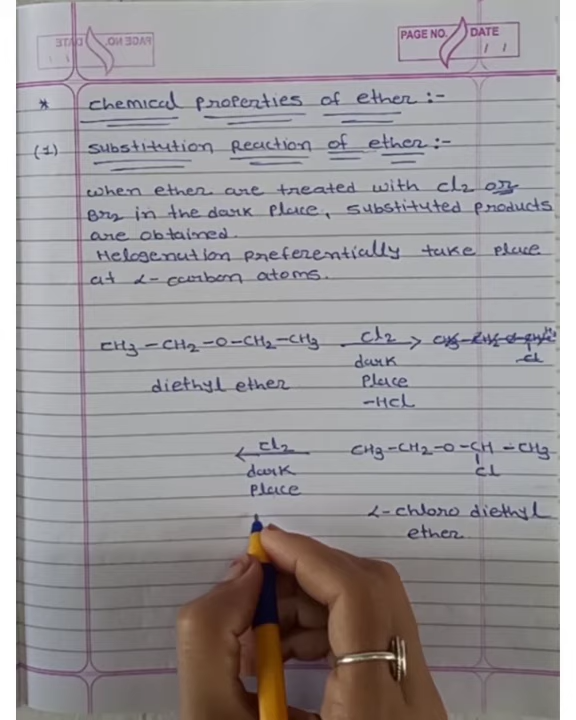 PAGE NO. DATE
/ /
* Chemical Properties of ether :-
(1) Substitution Reaction of ether :-
When ether are treated with Cl2 or
Br2 in the dark place, substituted products
are obtained.
Helogenation preferentially take place
at α-carbon atoms.
CH3-CH2-O-CH2-CH3 Cl2 →
dark
diethyl ether Place
-HCl
← Cl2 CH3-CH2-O-CH-CH3
dark Cl
Place
α-chloro diethyl
ether